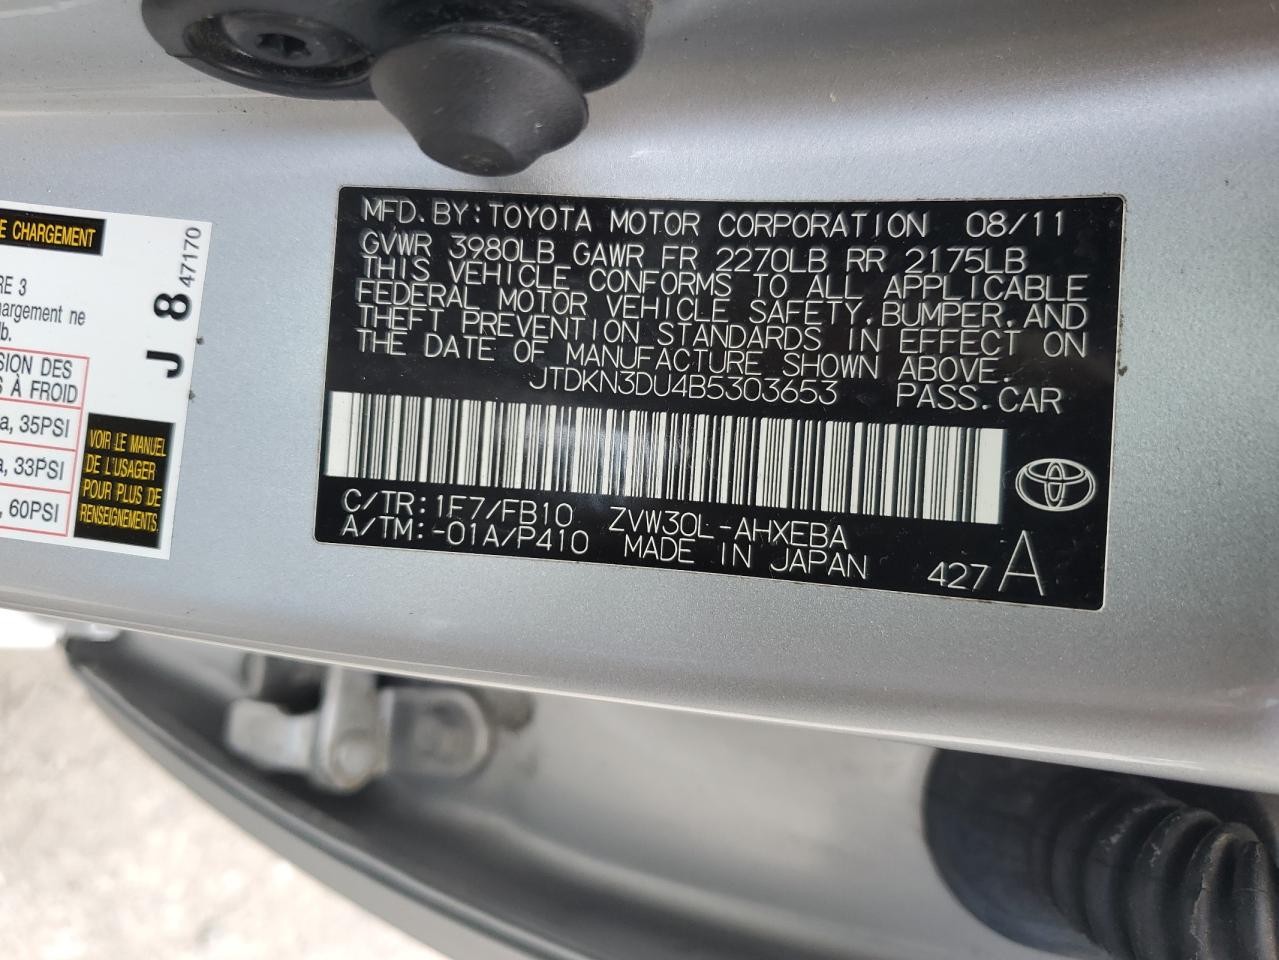 E CHARGEMENT
J 8 47170
RE 3
argement ne
lb.
SION DES
S À FROID
a, 35PSI
a, 33PSI
, 60PSI
VOIR LE MANUEL
DE L'USAGER
POUR PLUS DE
RENSEIGNEMENTS.
MFD. BY: TOYOTA MOTOR CORPORATION 08/11
GVWR 3980LB GAWR FR 2270LB RR 2175LB
THIS VEHICLE CONFORMS TO ALL APPLICABLE
FEDERAL MOTOR VEHICLE SAFETY, BUMPER, AND
THEFT PREVENTION STANDARDS IN EFFECT ON
THE DATE OF MANUFACTURE SHOWN ABOVE.
JTDKN3DU4B5303653 PASS. CAR
C/TR: 1F7/FB10 ZVW30L-AHXEBA
A/TM: -01A/P410 MADE IN JAPAN 427 A